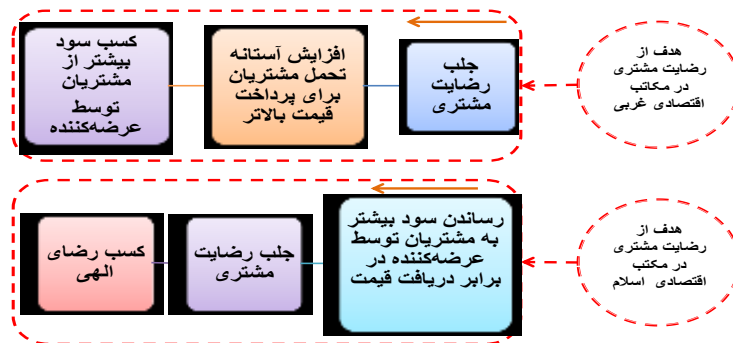 هدف از
رضایت مشتری
در مکاتب
اقتصادی غربی
جلب
رضایت
مشتری
افزایش آستانه
تحمل مشتریان
برای پرداخت
قیمت بالاتر
کسب سود
بیشتر از
مشتریان
توسط
عرضه‌کننده
هدف از
رضایت مشتری
در مکتب
اقتصادی اسلام
رساندن سود بیشتر
به مشتریان توسط
عرضه‌کننده در
برابر دریافت قیمت
جلب رضایت
مشتری
کسب رضای
الهی